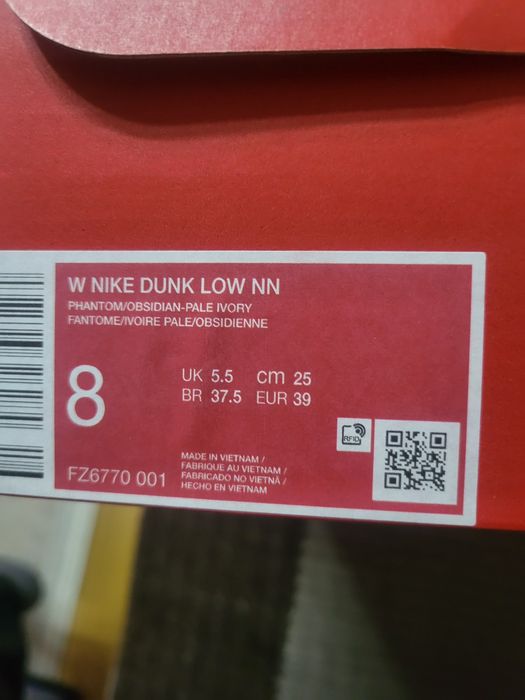 W NIKE DUNK LOW NN
PHANTOM/OBSIDIAN-PALE IVORY
FANTOME/IVOIRE PALE/OBSIDIENNE
8
UK 5.5 cm 25
BR 37.5 EUR 39
RFID
FZ6770 001
MADE IN VIETNAM /
FABRIQUE AU VIETNAM /
FABRICADO NO VIETNÃ /
HECHO EN VIETNAM